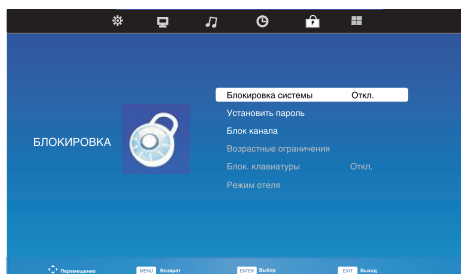 Блокировка системы Откл.
Установить пароль
Блок канала
БЛОКИРОВКА
Возрастные ограничения
Блок. клавиатуры Откл.
Режим отеля
Перемещение MENU Возврат ENTER Выбор EXIT Выход